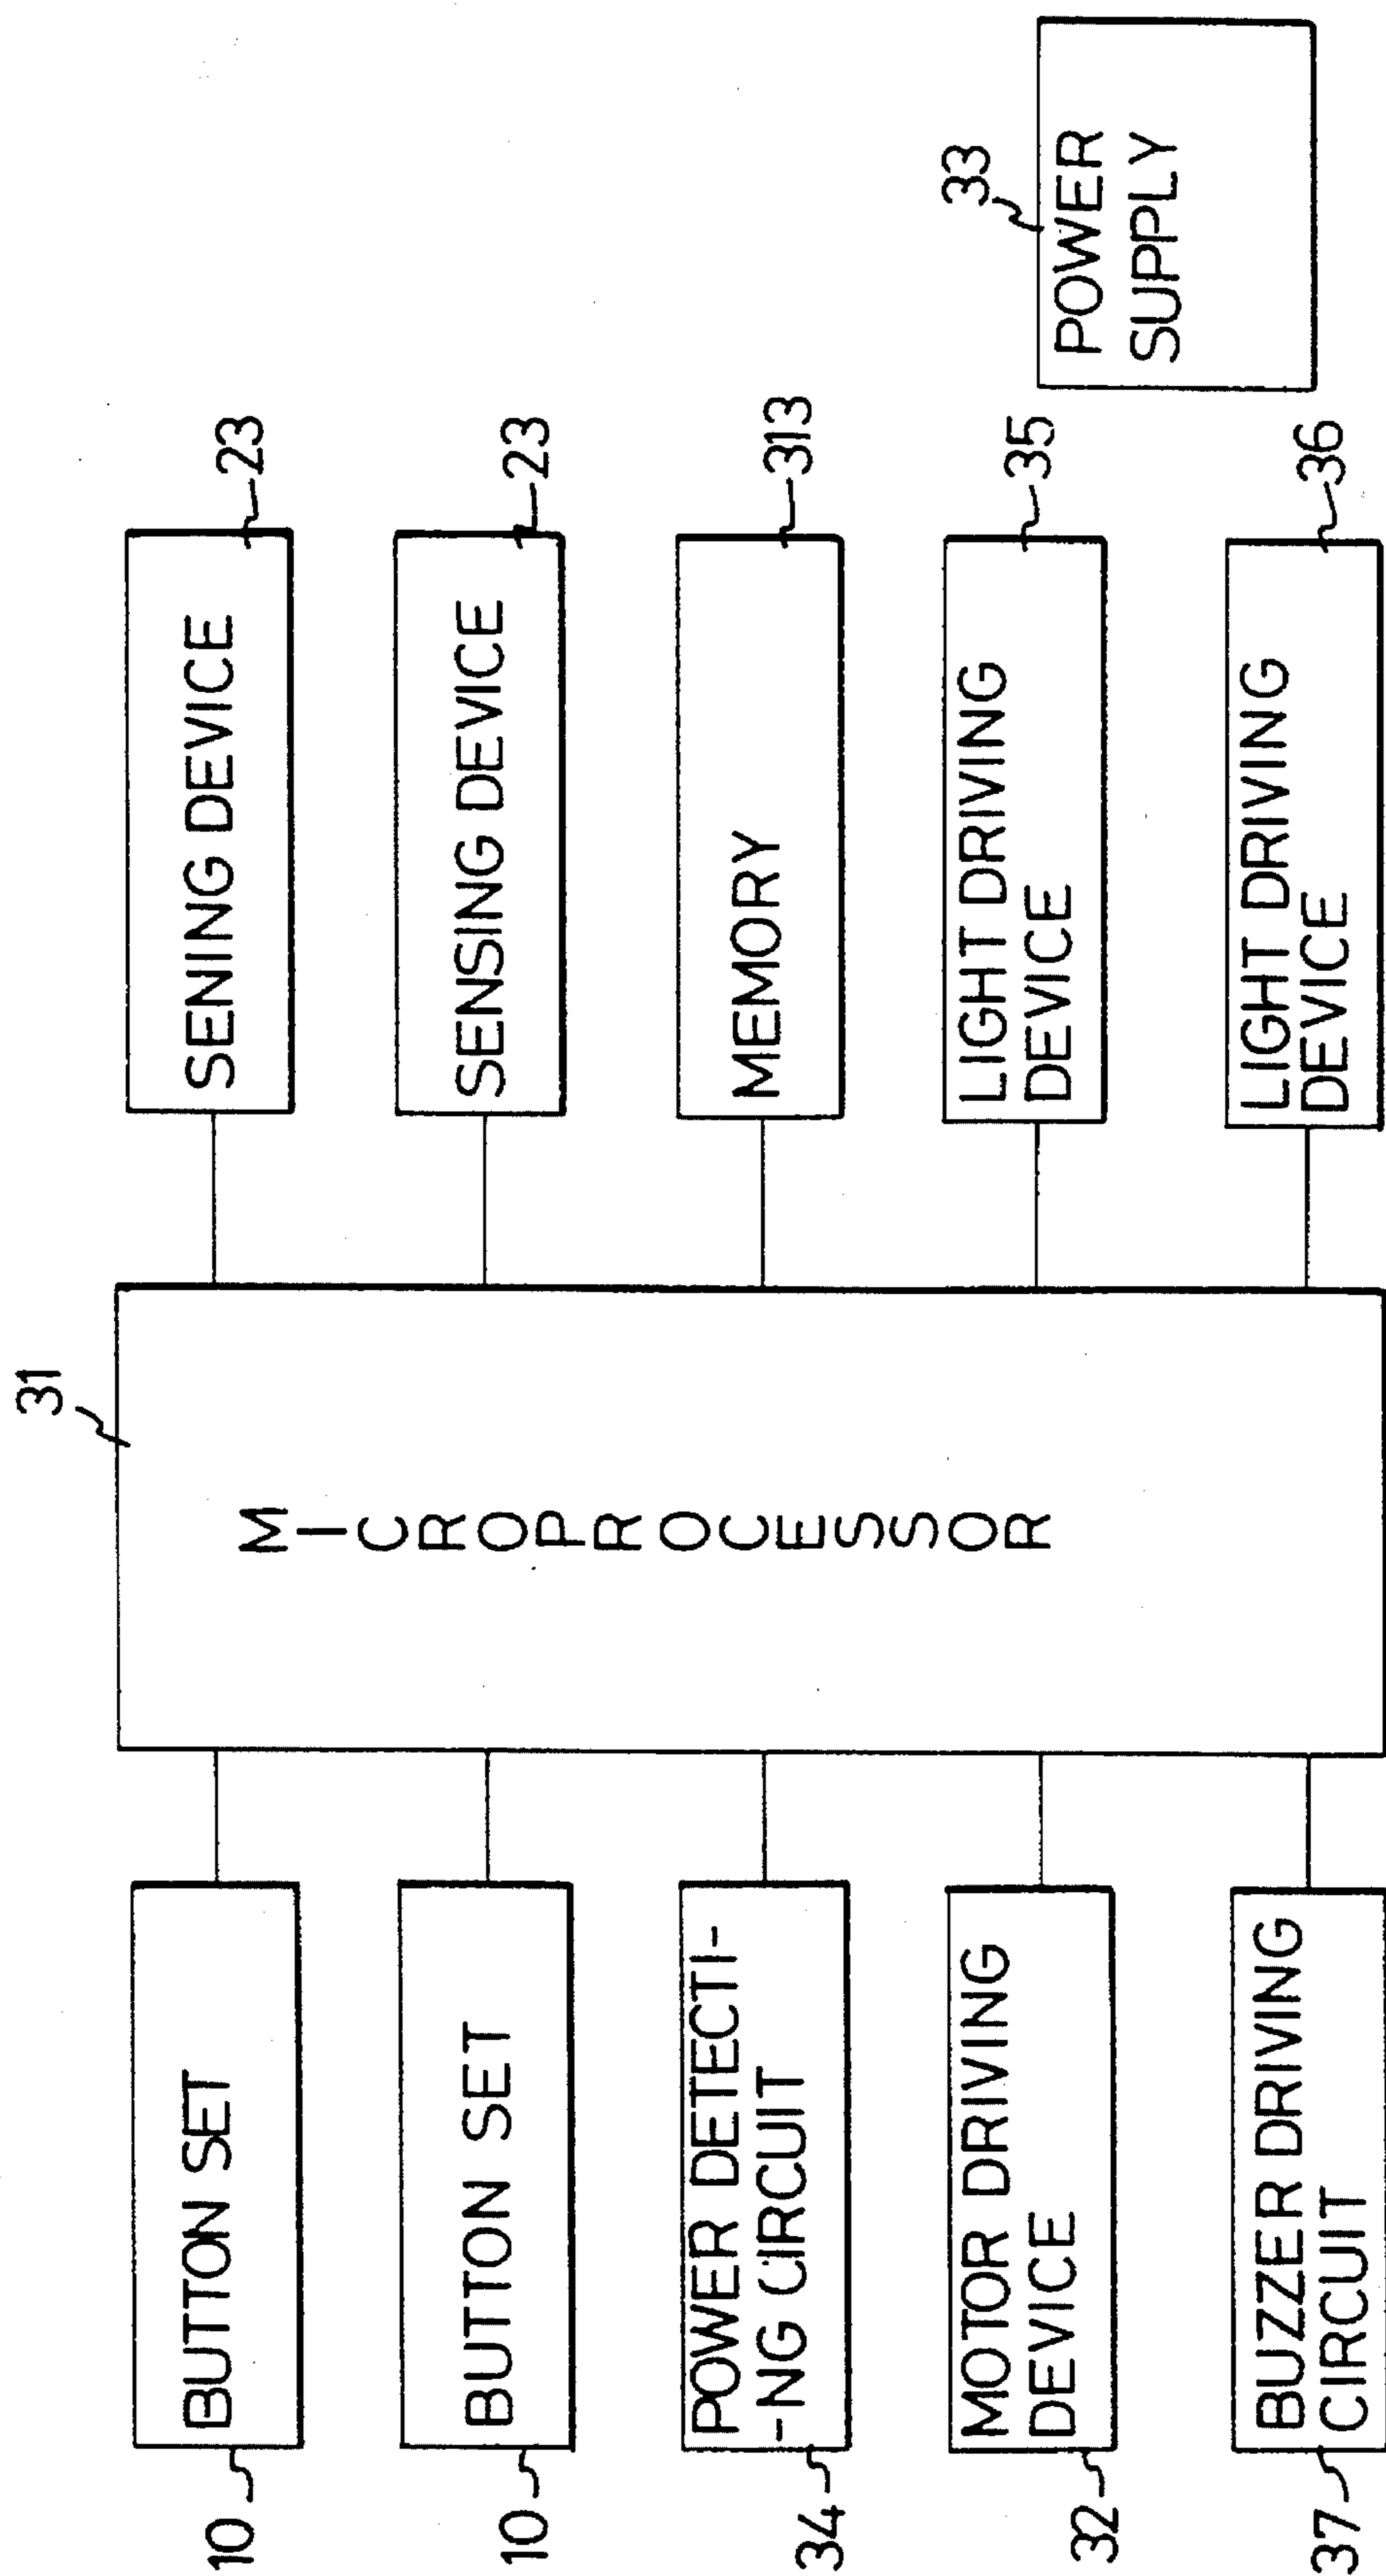 31
10
BUTTON SET
10
BUTTON SET
34
POWER DETECTI-
-NG CIRCUIT
32
MOTOR DRIVING
DEVICE
37
BUZZER DRIVING
CIRCUIT
MICROPROCESSOR
SENING DEVICE
23
SENSING DEVICE
23
MEMORY
313
LIGHT DRIVING
DEVICE
35
LIGHT DRIVING
DEVICE
36
33
POWER
SUPPLY